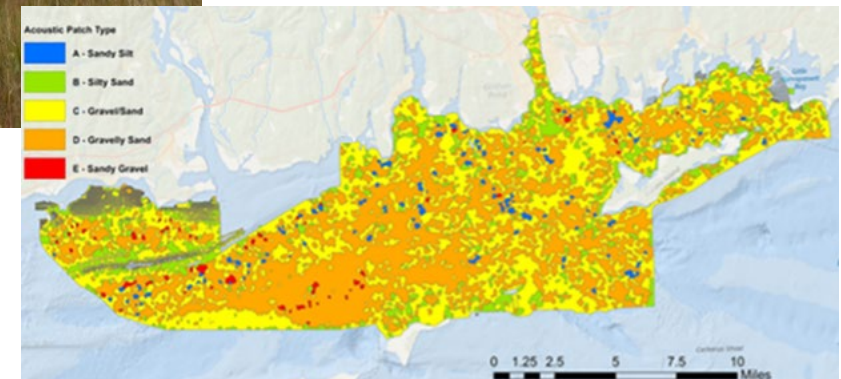 Acoustic Patch Type
A - Sandy Silt
B - Silty Sand
C - Gravel/Sand
D - Gravelly Sand
E - Sandy Gravel
0 1.25 2.5 5 7.5 10
Miles